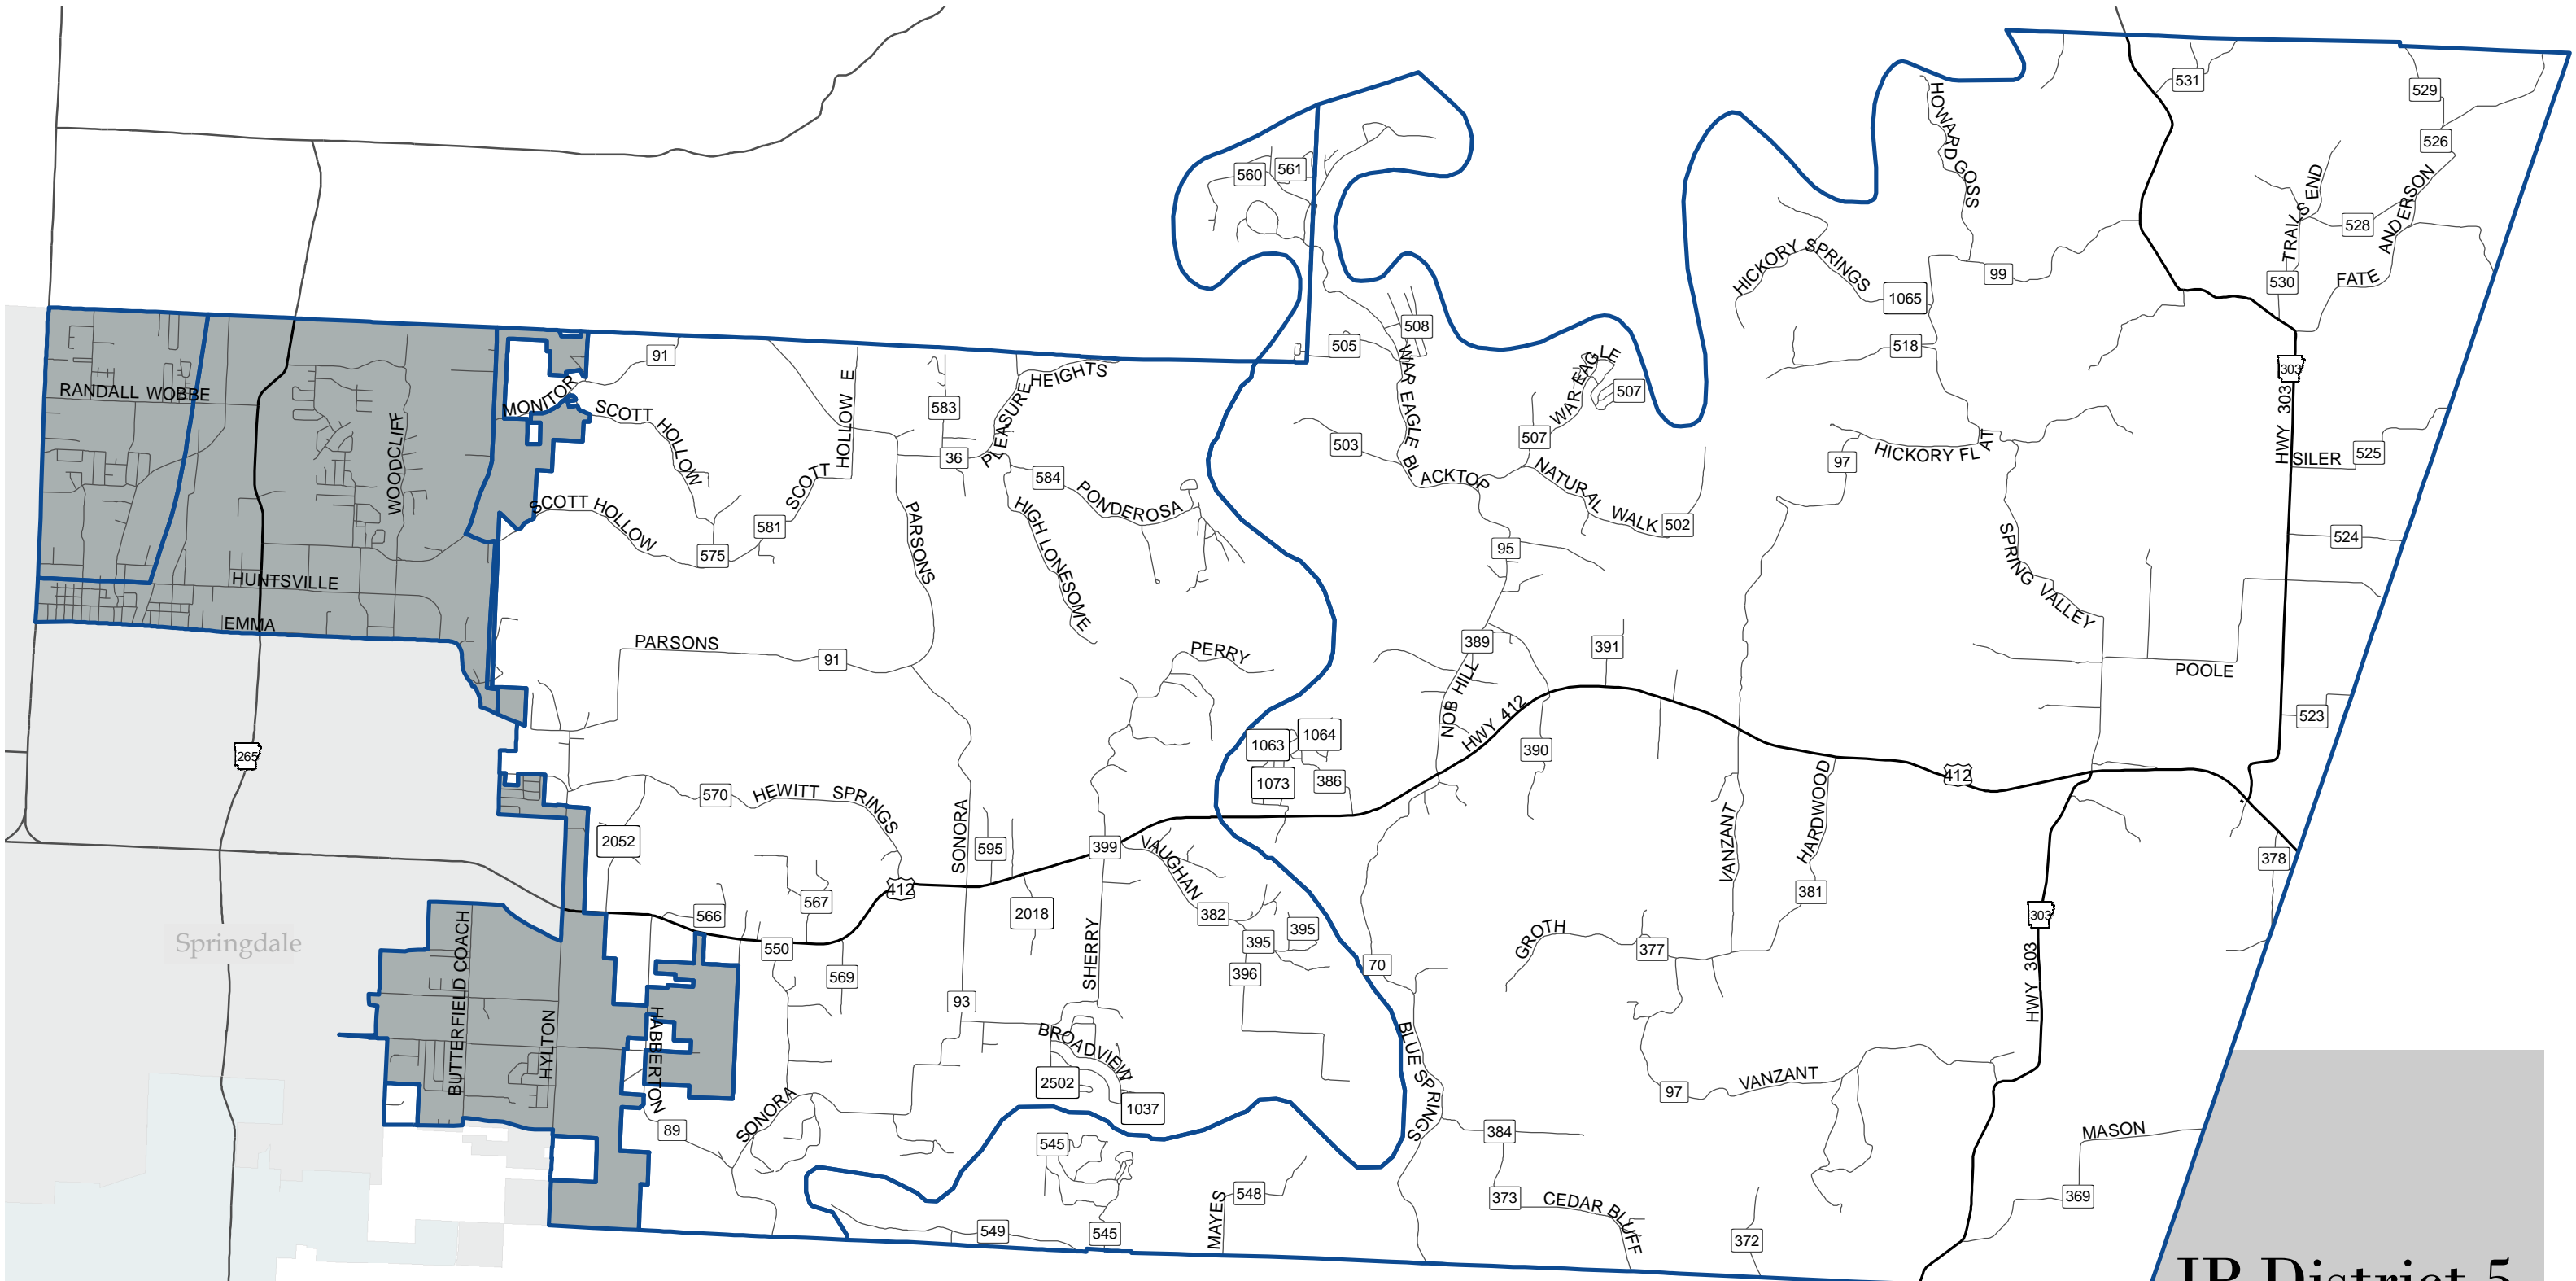 531
529
526
HOWARD GOSS
560
561
TRAILS END
528
ANDERSON
HICKORY SPRINGS
99
1065
530
FATE
508
505
518
91
303
RANDALL WOBBE
MONITOR
SCOTT HOLLOW
HOLLOW E
583
PLEASURE HEIGHTS
WAR EAGLE BLACKTOP
WAR EAGLE
507
507
HWY 303
WOODCLIFF
503
36
584
PONDEROSA
NATURAL WALK
502
97
HICKORY FLAT
SILER
525
SCOTT HOLLOW
SCOTT
581
575
PARSONS
HIGH LONESOME
95
SPRING VALLEY
524
HUNTSVILLE
EMMA
PARSONS
91
PERRY
389
391
NOB HILL
POOLE
523
265
1063
1064
1073
386
HWY 412
390
412
570
HEWITT SPRINGS
2052
SONORA
595
399
VAUGHAN
VANZANT
HARDWOOD
381
378
412
566
567
550
569
2018
382
395
395
396
SHERRY
70
GROTH
377
303
HWY 303
Springdale
BUTTERFIELD COACH
HYLTON
HABBERTON
93
BROADVIEW
2502
1037
BLUE SPRINGS
97
VANZANT
89
SONORA
545
384
MASON
369
549
545
MAYES
548
373
CEDAR BLUFF
372
JP District 5